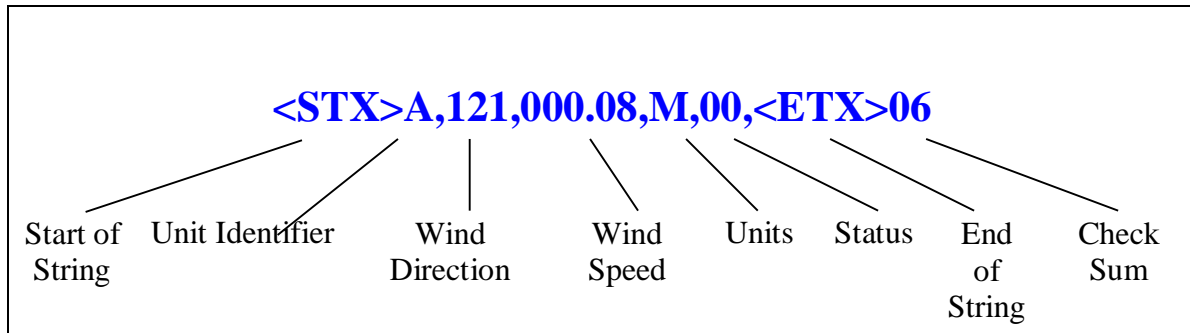 <STX>A,121,000.08,M,00,<ETX>06
Start of String
Unit Identifier
Wind Direction
Wind Speed
Units
Status
End of String
Check Sum